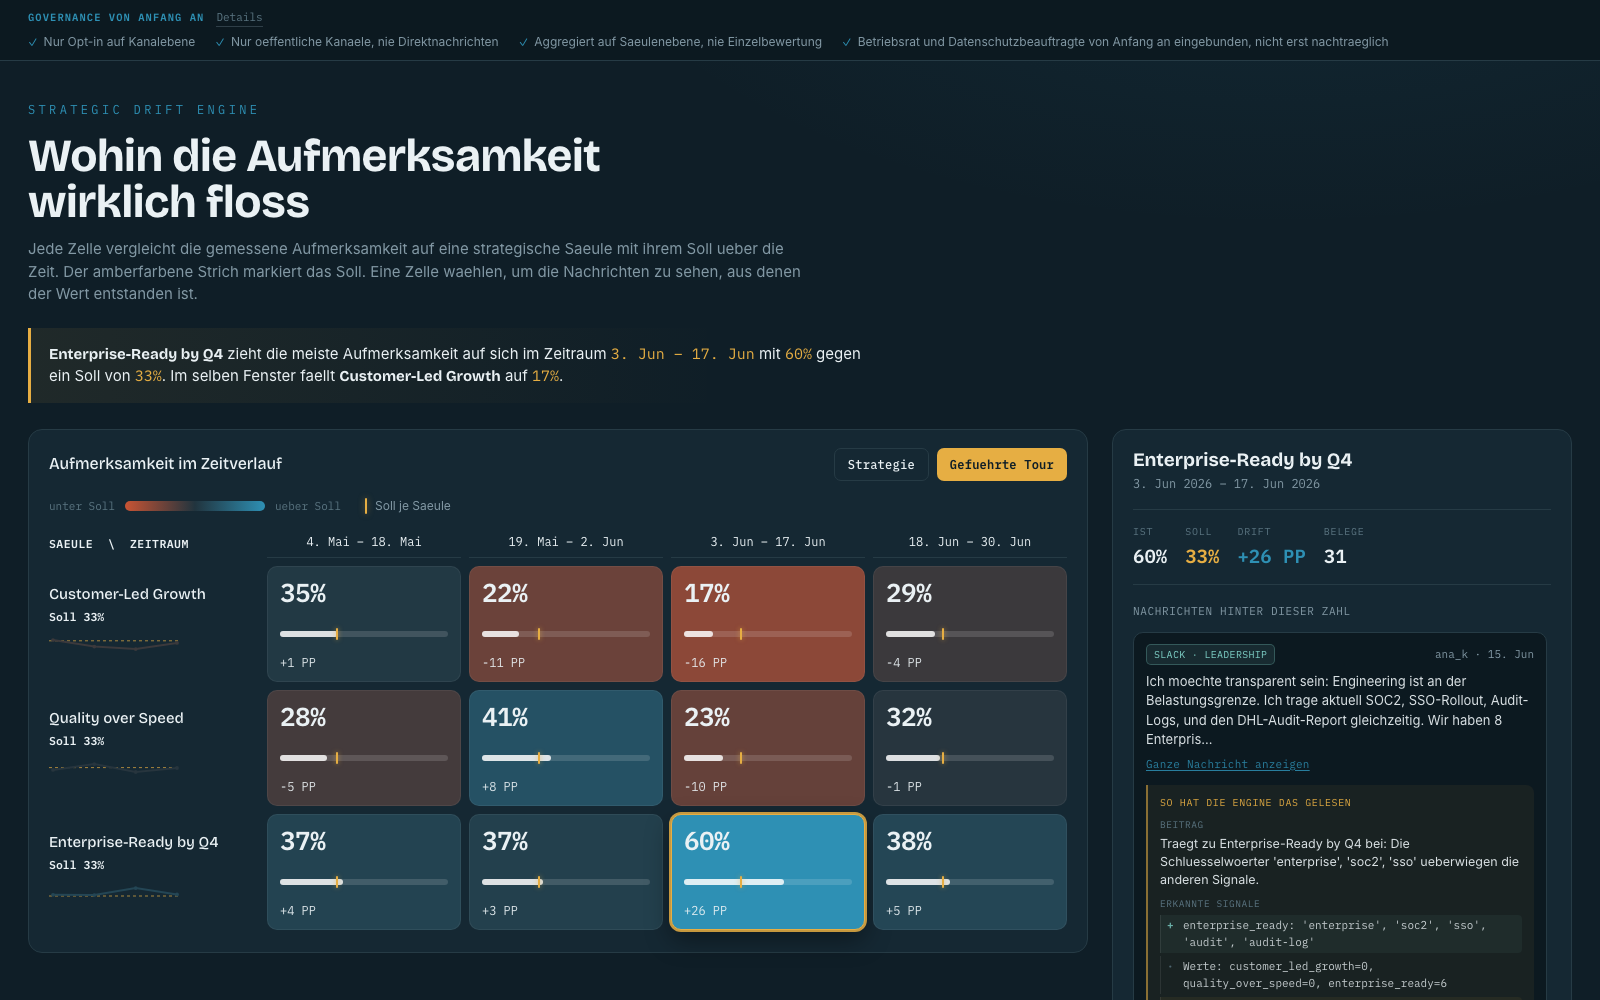 GOVERNANCE VON ANFANG AN Details
✓ Nur Opt-in auf Kanalebene ✓ Nur oeffentliche Kanaele, nie Direktnachrichten ✓ Aggregiert auf Saeulenebene, nie Einzelbewertung ✓ Betriebsrat und Datenschutzbeauftragte von Anfang an eingebunden, nicht erst nachtraeglich
STRATEGIC DRIFT ENGINE
Wohin die Aufmerksamkeit
wirklich floss
Jede Zelle vergleicht die gemessene Aufmerksamkeit auf eine strategische Saeule mit ihrem Soll ueber die
Zeit. Der amberfarbene Strich markiert das Soll. Eine Zelle waehlen, um die Nachrichten zu sehen, aus denen
der Wert entstanden ist.
Enterprise-Ready by Q4 zieht die meiste Aufmerksamkeit auf sich im Zeitraum 3. Jun – 17. Jun mit 60% gegen
ein Soll von 33%. Im selben Fenster faellt Customer-Led Growth auf 17%.
Aufmerksamkeit im Zeitverlauf
Strategie Gefuehrte Tour
unter Soll ueber Soll Soll je Saeule
SAEULE \ ZEITRAUM 4. Mai – 18. Mai 19. Mai – 2. Jun 3. Jun – 17. Jun 18. Jun – 30. Jun
Customer-Led Growth
Soll 33%
35% 22% 17% 29%
+1 PP -11 PP -16 PP -4 PP
Quality over Speed
Soll 33%
28% 41% 23% 32%
-5 PP +8 PP -10 PP -1 PP
Enterprise-Ready by Q4
Soll 33%
37% 37% 60% 38%
+4 PP +3 PP +26 PP +5 PP
Enterprise-Ready by Q4
3. Jun 2026 – 17. Jun 2026
IST SOLL DRIFT BELEGE
60% 33% +26 PP 31
NACHRICHTEN HINTER DIESER ZAHL
SLACK · LEADERSHIP ana_k · 15. Jun
Ich moechte transparent sein: Engineering ist an der
Belastungsgrenze. Ich trage aktuell SOC2, SSO-Rollout, Audit-
Logs, und den DHL-Audit-Report gleichzeitig. Wir haben 8
Enterpris…
Ganze Nachricht anzeigen
SO HAT DIE ENGINE DAS GELESEN
BEITRAG
Traegt zu Enterprise-Ready by Q4 bei: Die
Schluesselwoerter 'enterprise', 'soc2', 'sso' ueberwiegen die
anderen Signale.
ERKANNTE SIGNALE
+ enterprise_ready: 'enterprise', 'soc2', 'sso',
'audit', 'audit-log'
· Werte: customer_led_growth=0,
quality_over_speed=0, enterprise_ready=6